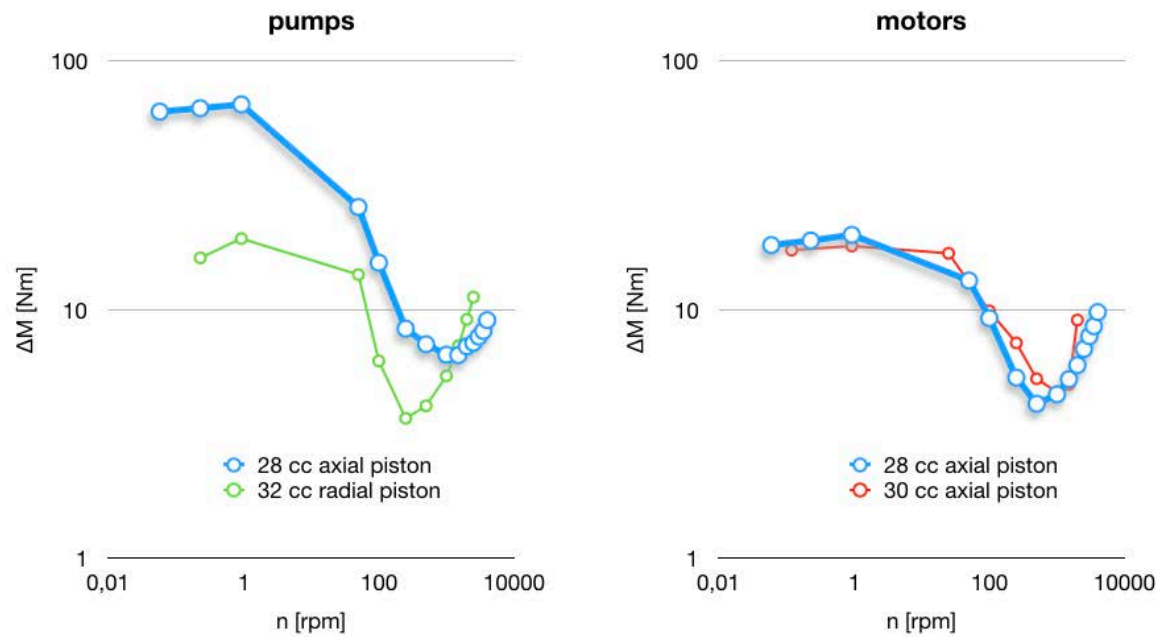 pumps
100
10
1
ΔM [Nm]
28 cc axial piston
32 cc radial piston
0,01
1
100
10000
n [rpm]
motors
100
10
1
ΔM [Nm]
28 cc axial piston
30 cc axial piston
0,01
1
100
10000
n [rpm]